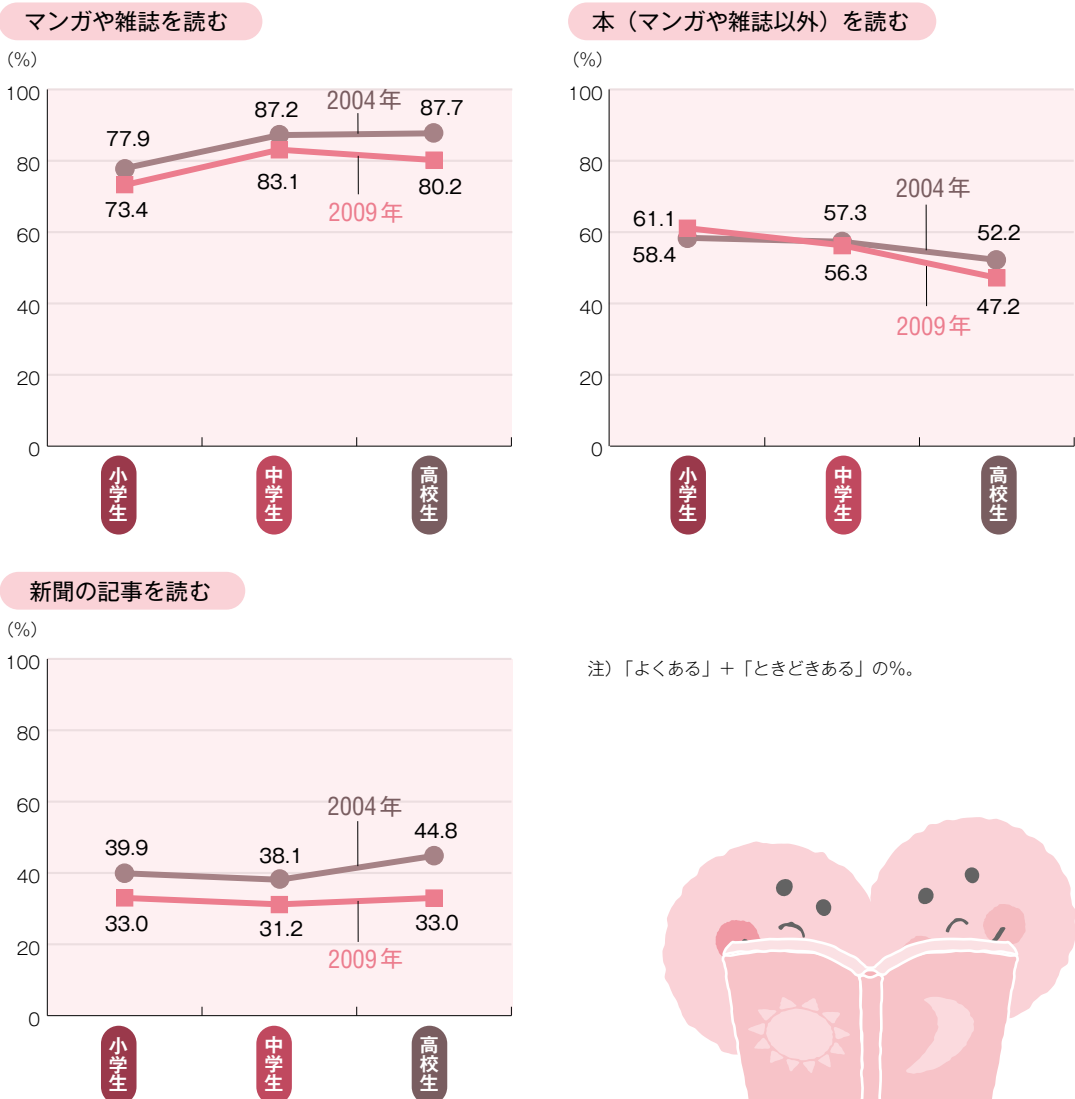 マンガや雑誌を読む
(%)
100
80
60
40
20
0
77.9
87.2
2004年
87.7
73.4
83.1
80.2
2009年
小学生
中学生
高校生
本（マンガや雑誌以外）を読む
(%)
100
80
60
40
20
0
61.1
57.3
2004年
52.2
58.4
56.3
47.2
2009年
小学生
中学生
高校生
新聞の記事を読む
(%)
100
80
60
40
20
0
39.9
38.1
2004年
44.8
33.0
31.2
33.0
2009年
小学生
中学生
高校生
注）「よくある」＋「ときどきある」の%。